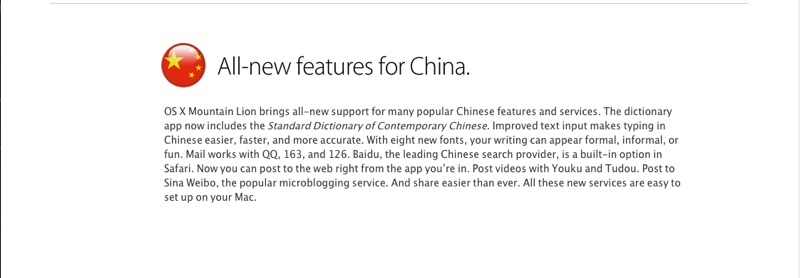 All-new features for China.
OS X Mountain Lion brings all-new support for many popular Chinese features and services. The dictionary
app now includes the Standard Dictionary of Contemporary Chinese. Improved text input makes typing in
Chinese easier, faster, and more accurate. With eight new fonts, your writing can appear formal, informal, or
fun. Mail works with QQ, 163, and 126. Baidu, the leading Chinese search provider, is a built-in option in
Safari. Now you can post to the web right from the app you're in. Post videos with Youku and Tudou. Post to
Sina Weibo, the popular microblogging service. And share easier than ever. All these new services are easy to
set up on your Mac.